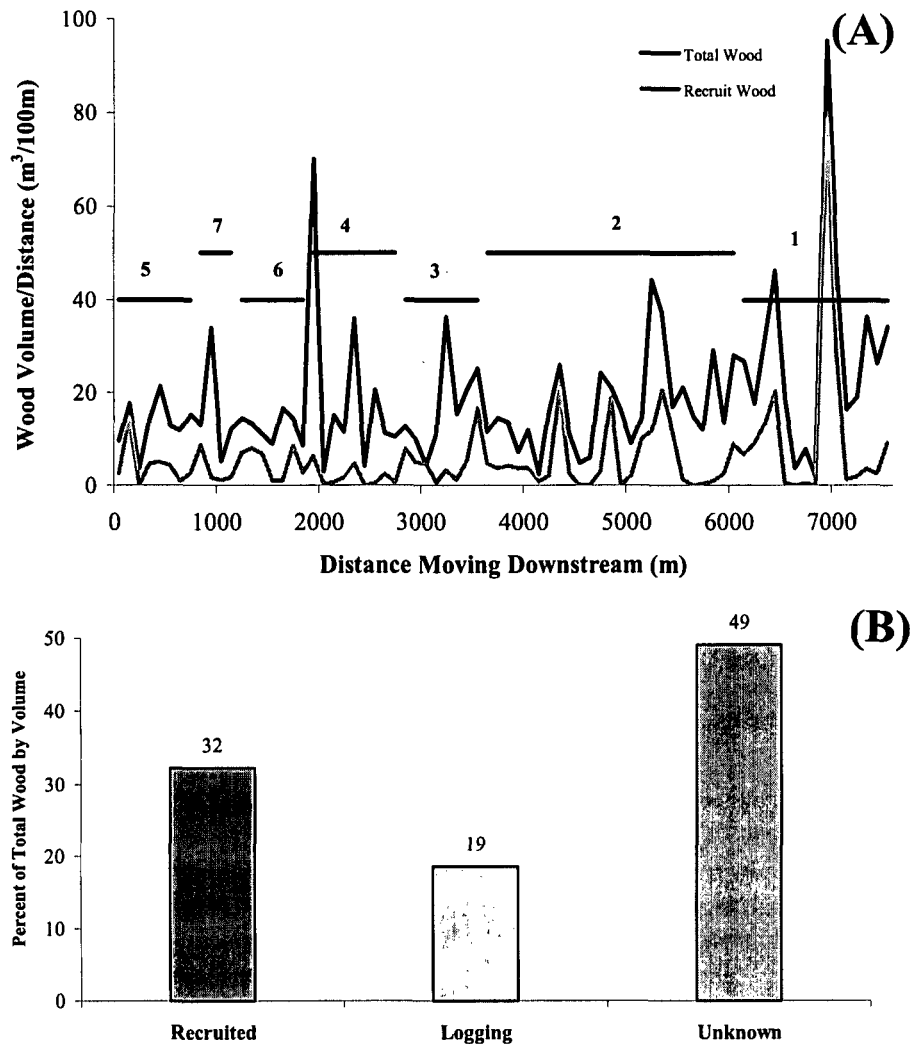 (A)
Wood Volume/Distance (m³/100m)
100
80
60
40
20
0
Total Wood
Recruit Wood
5
7
6
4
3
2
1
0 1000 2000 3000 4000 5000 6000 7000
Distance Moving Downstream (m)
(B)
Percent of Total Wood by Volume
50
40
30
20
10
0
32
19
49
Recruited Logging Unknown